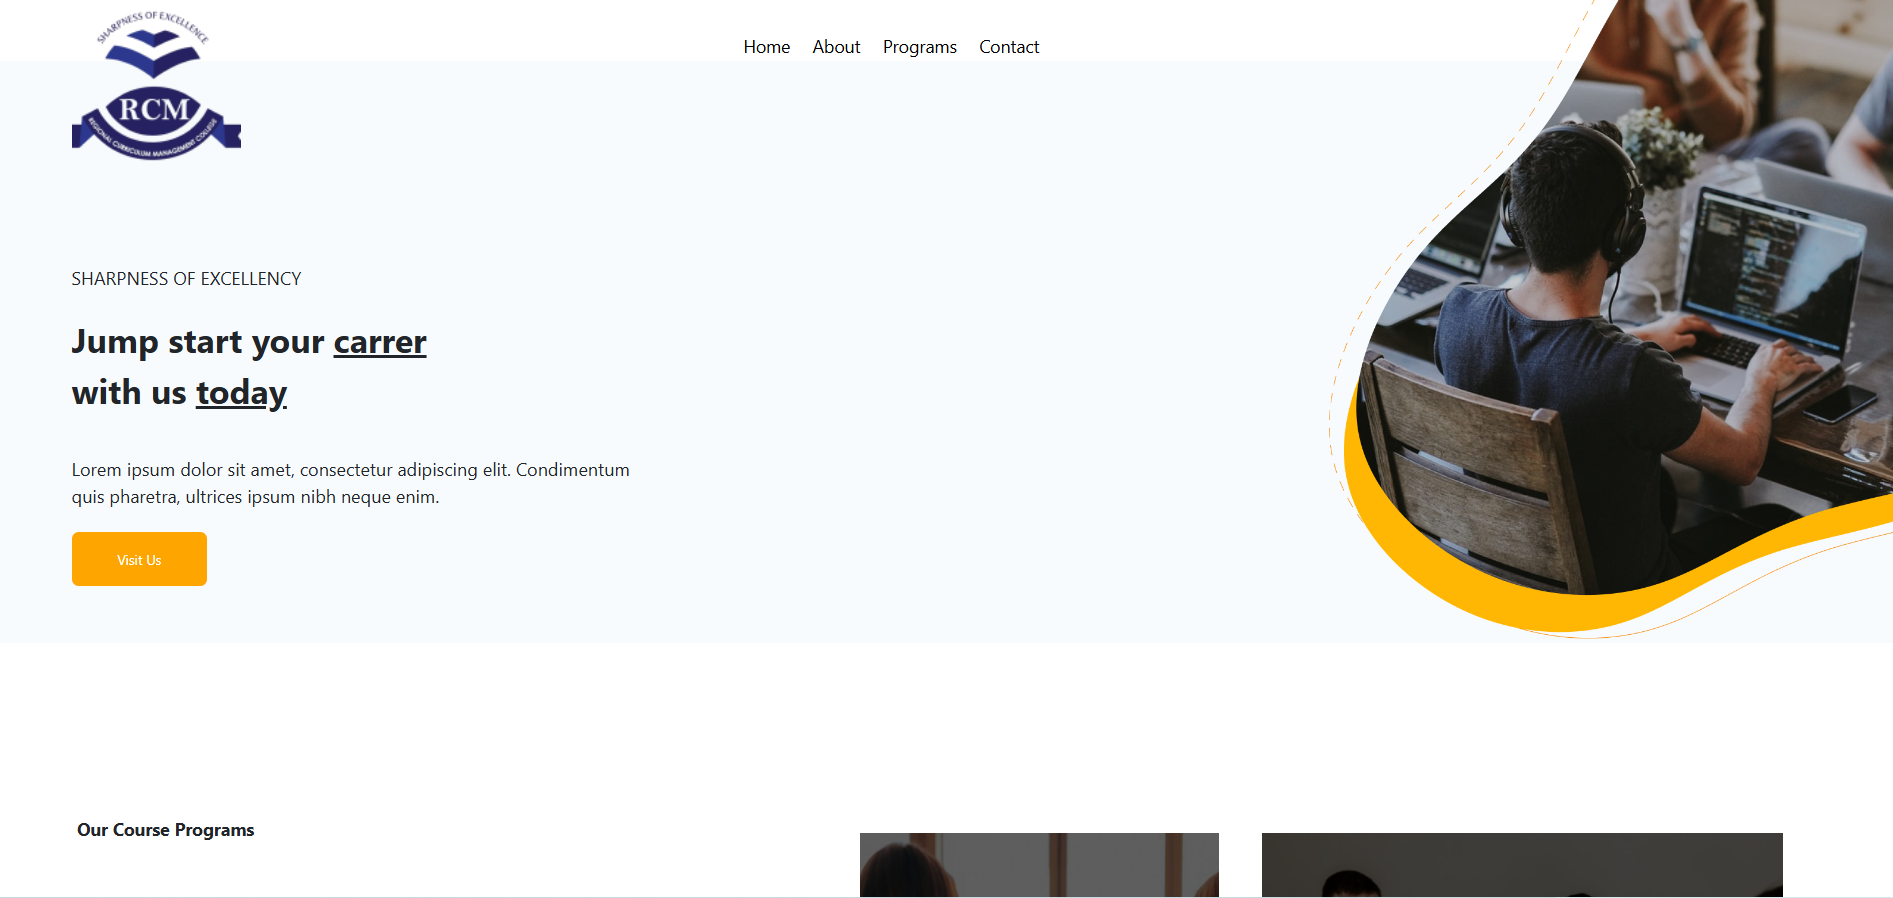 SHARPNESS OF EXCELLENCE
RCM
REGIONAL CURRICULUM MANAGEMENT COLLEGE
Home About Programs Contact
SHARPNESS OF EXCELLENCY
Jump start your carrer
with us today
Lorem ipsum dolor sit amet, consectetur adipiscing elit. Condimentum
quis pharetra, ultrices ipsum nibh neque enim.
Visit Us
Our Course Programs